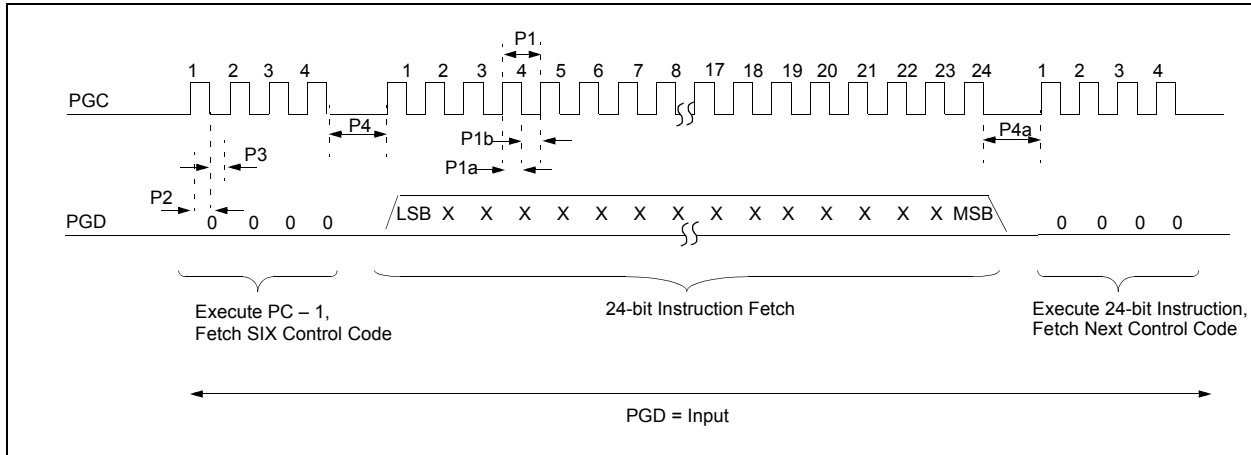 P1
1 2 3 4 1 2 3 4 5 6 7 8 17 18 19 20 21 22 23 24 1 2 3 4
PGC
P4
P4a
P1b
P3
P1a
P2
PGD
0 0 0 0
LSB X X X X X X X X X X X X X X MSB
0 0 0 0
Execute PC – 1,
Fetch SIX Control Code
24-bit Instruction Fetch
Execute 24-bit Instruction,
Fetch Next Control Code
PGD = Input